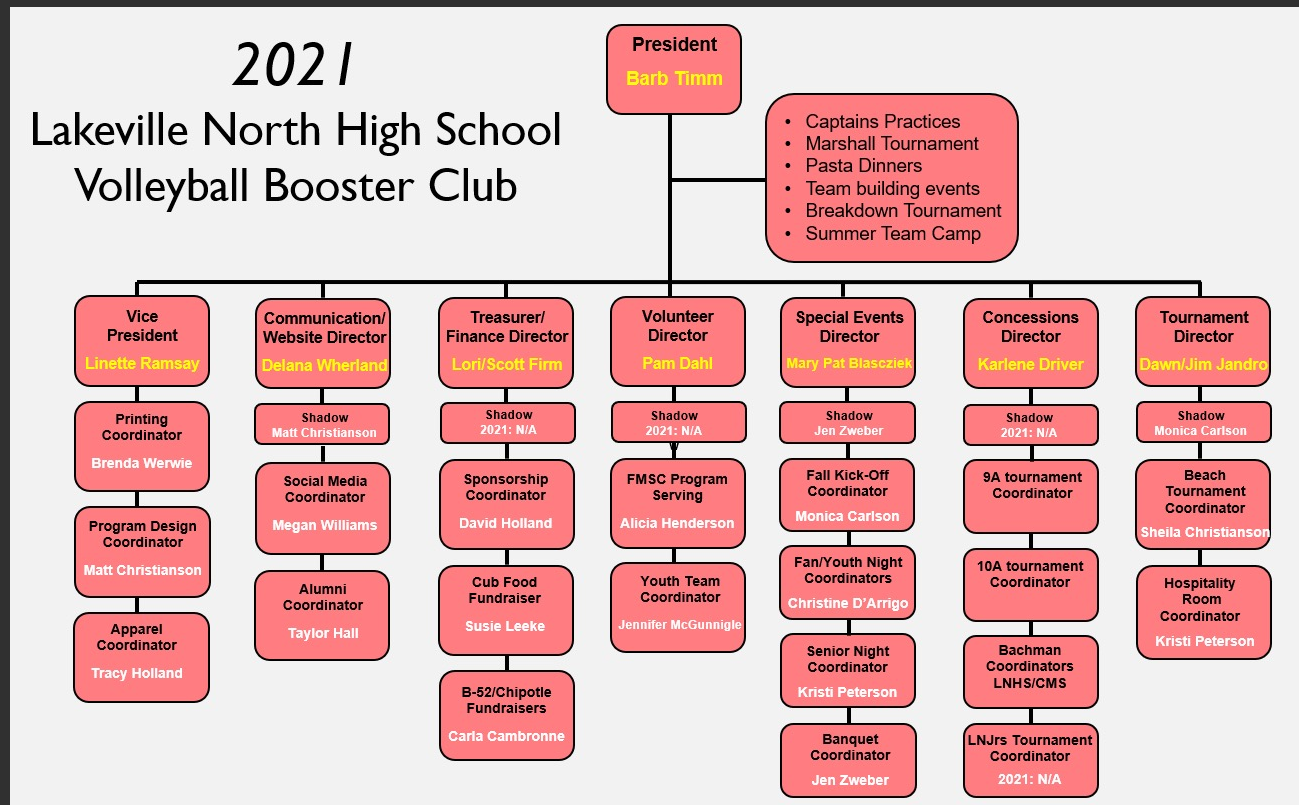 2021
Lakeville North High School
Volleyball Booster Club
President
Barb Timm
• Captains Practices
• Marshall Tournament
• Pasta Dinners
• Team building events
• Breakdown Tournament
• Summer Team Camp
Vice
President
Linette Ramsay
Printing
Coordinator
Brenda Werwie
Program Design
Coordinator
Matt Christianson
Apparel
Coordinator
Tracy Holland
Communication/
Website Director
Delana Wherland
Shadow
Matt Christianson
Social Media
Coordinator
Megan Williams
Alumni
Coordinator
Taylor Hall
Treasurer/
Finance Director
Lori/Scott Firm
Shadow
2021: N/A
Sponsorship
Coordinator
David Holland
Cub Food
Fundraiser
Susie Leeke
B-52/Chipotle
Fundraisers
Carla Cambronne
Volunteer
Director
Pam Dahl
Shadow
2021: N/A
FMSC Program
Serving
Alicia Henderson
Youth Team
Coordinator
Jennifer McGunnigle
Special Events
Director
Mary Pat Blascziek
Shadow
Jen Zweber
Fall Kick-Off
Coordinator
Monica Carlson
Fan/Youth Night
Coordinators
Christine D'Arrigo
Senior Night
Coordinator
Kristi Peterson
Banquet
Coordinator
Jen Zweber
Concessions
Director
Karlene Driver
Shadow
2021: N/A
9A tournament
Coordinator
10A tournament
Coordinator
Bachman
Coordinators
LNHS/CMS
LNJrs Tournament
Coordinator
2021: N/A
Tournament
Director
Dawn/Jim Jandro
Shadow
Monica Carlson
Beach
Tournament
Coordinator
Sheila Christianson
Hospitality
Room
Coordinator
Kristi Peterson